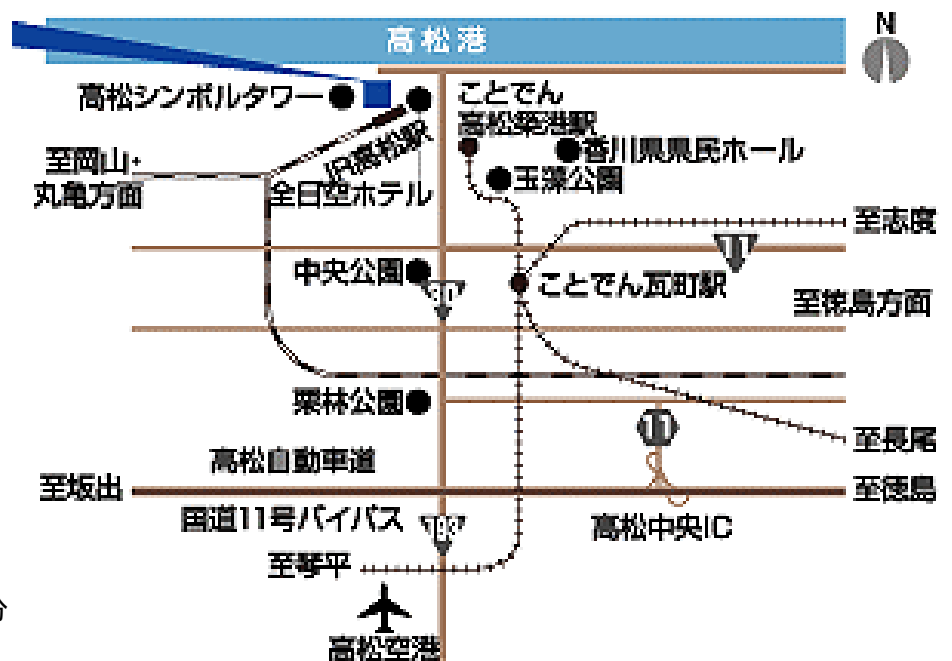 高松港
N
高松シンボルタワー
ことでん
高松築港駅
JR高松駅
香川県県民ホール
至岡山・
丸亀方面
全日空ホテル
玉藻公園
至志度
11
中央公園
ことでん瓦町駅
至徳島方面
栗林公園
11
至長尾
高松自動車道
至坂出
至徳島
国道11号バイパス
高松中央IC
至琴平
分
高松空港